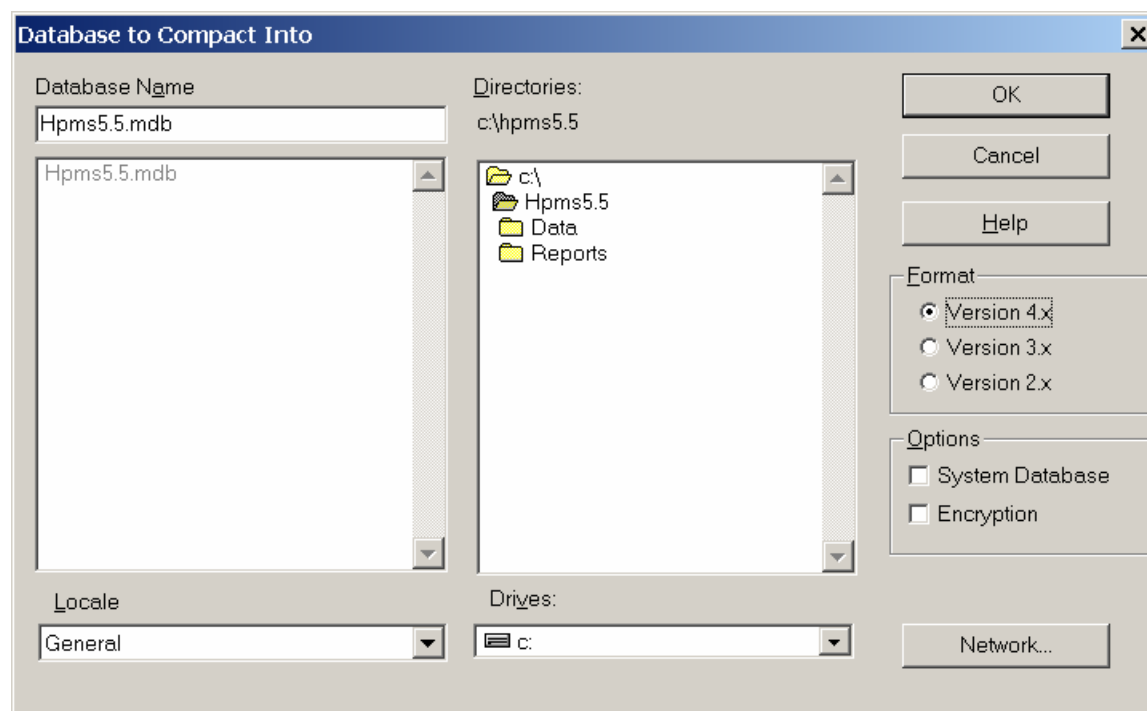 Database to Compact Into
Database Name
Hpms5.5.mdb
Hpms5.5.mdb
Locale
General
Directories:
c:\hpms5.5
c:\
Hpms5.5
Data
Reports
Drives:
c:
OK
Cancel
Help
Format
Version 4.x
Version 3.x
Version 2.x
Options
System Database
Encryption
Network...